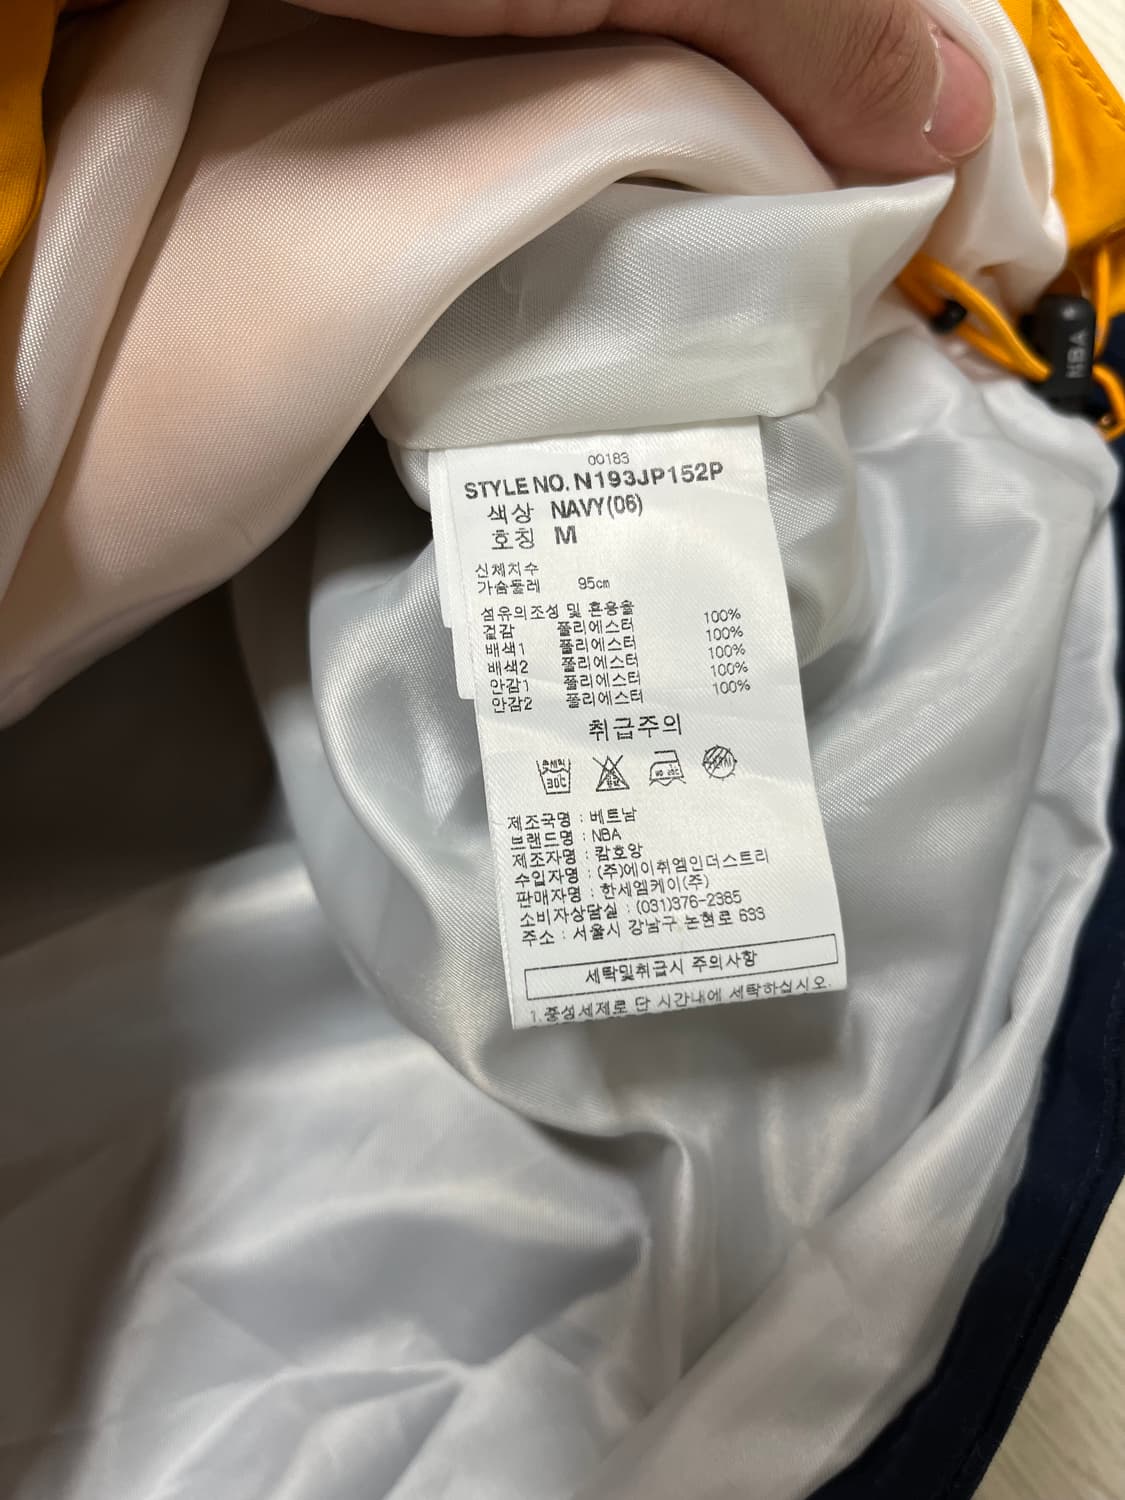 00183
STYLE NO. N193JP152P
색상 NAVY(06)
호칭 M
신체치수
가슴둘레 95cm
섬유의조성 및 혼용율
겉감 폴리에스터 100%
배색1 폴리에스터 100%
배색2 폴리에스터 100%
안감1 폴리에스터 100%
안감2 폴리에스터 100%
취급주의
30℃
제조국명 : 베트남
브랜드명 : NBA
제조자명 : 캄호앙
수입자명 : (주)에이취엠인더스트리
판매자명 : 한세엠케이(주)
소비자상담실 : (031)376-2385
주소 : 서울시 강남구 논현로 633
세탁및취급시 주의사항
1.중성세제로 단 시간내에 세탁하십시오.
NBA